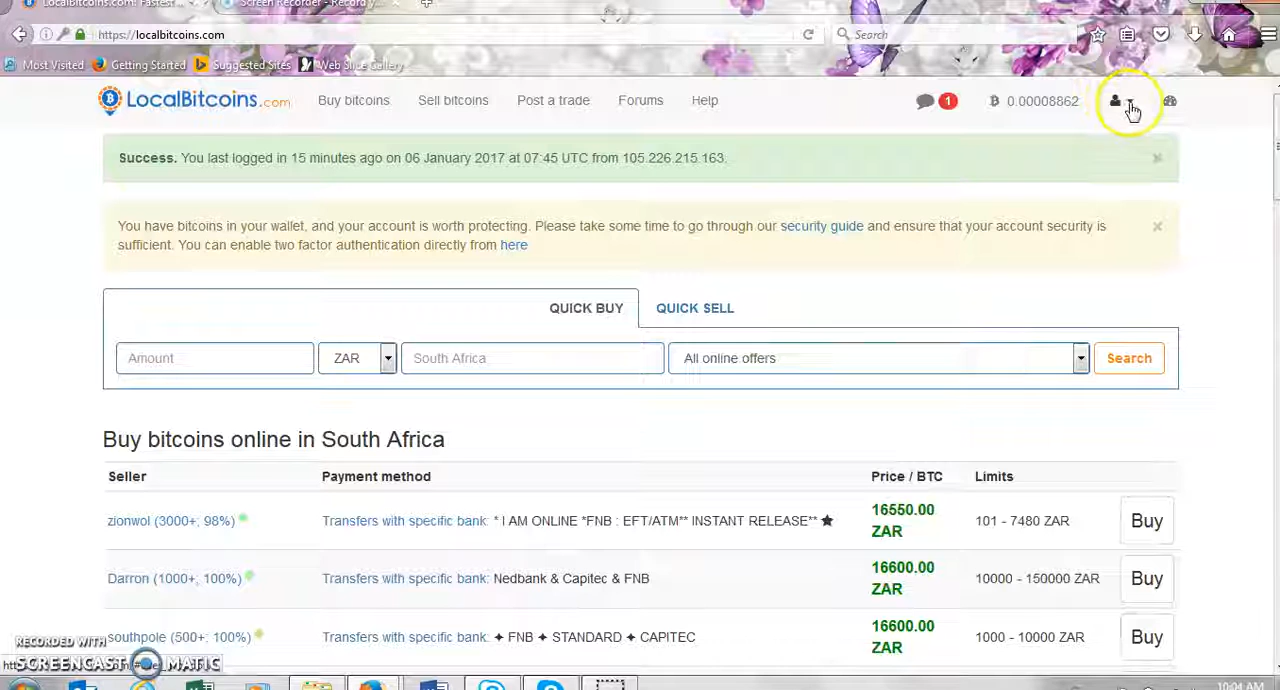 LocalBitcoins.com: Fastest...
Screen Recorder - Record y...
https://localbitcoins.com
Search
Most Visited Getting Started Suggested Sites Web Slice Gallery
LocalBitcoins.com Buy bitcoins Sell bitcoins Post a trade Forums Help 1 0.00008862
Success. You last logged in 15 minutes ago on 06 January 2017 at 07:45 UTC from 105.226.215.163. ×
You have bitcoins in your wallet, and your account is worth protecting. Please take some time to go through our security guide and ensure that your account security is ×
sufficient. You can enable two factor authentication directly from here
QUICK BUY QUICK SELL
Amount ZAR South Africa All online offers Search
Buy bitcoins online in South Africa
Seller Payment method Price / BTC Limits
zionwol (3000+; 98%) Transfers with specific bank: * I AM ONLINE *FNB : EFT/ATM** INSTANT RELEASE** ★ 16550.00 ZAR 101 - 7480 ZAR Buy
Darron (1000+; 100%) Transfers with specific bank: Nedbank & Capitec & FNB 16600.00 ZAR 10000 - 150000 ZAR Buy
southpole (500+; 100%) Transfers with specific bank: ✦ FNB ✦ STANDARD ✦ CAPITEC 16600.00 ZAR 1000 - 10000 ZAR Buy
RECORDED WITH
SCREENCAST MATIC
10:04 AM